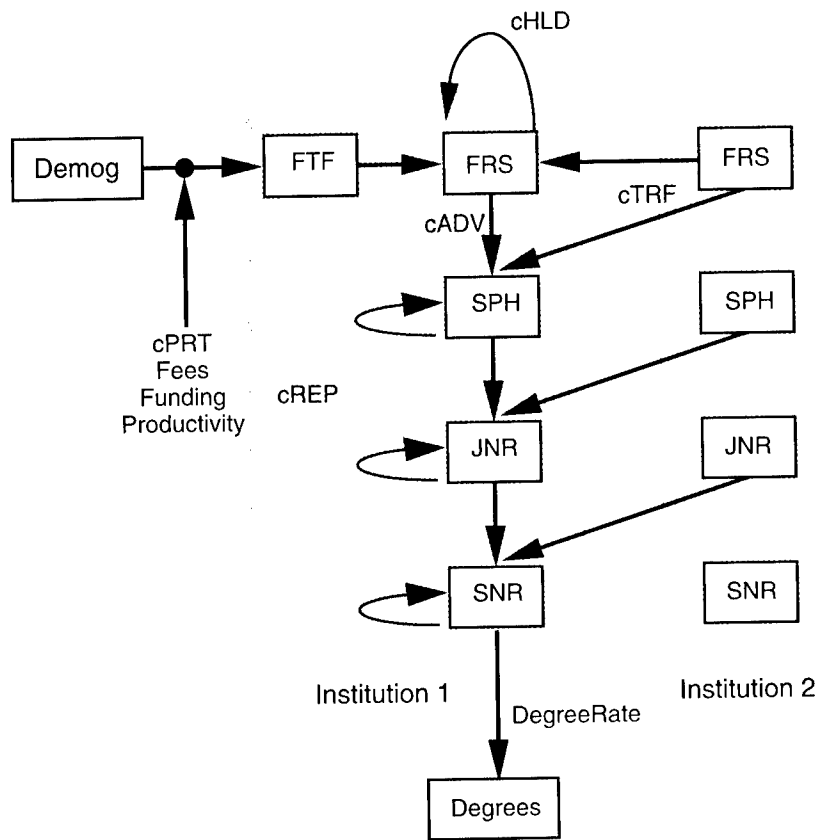 cHLD
Demog
FTF
FRS
FRS
cADV
cTRF
SPH
SPH
cPRT
Fees
Funding
Productivity
cREP
JNR
JNR
SNR
SNR
Institution 1
Institution 2
DegreeRate
Degrees